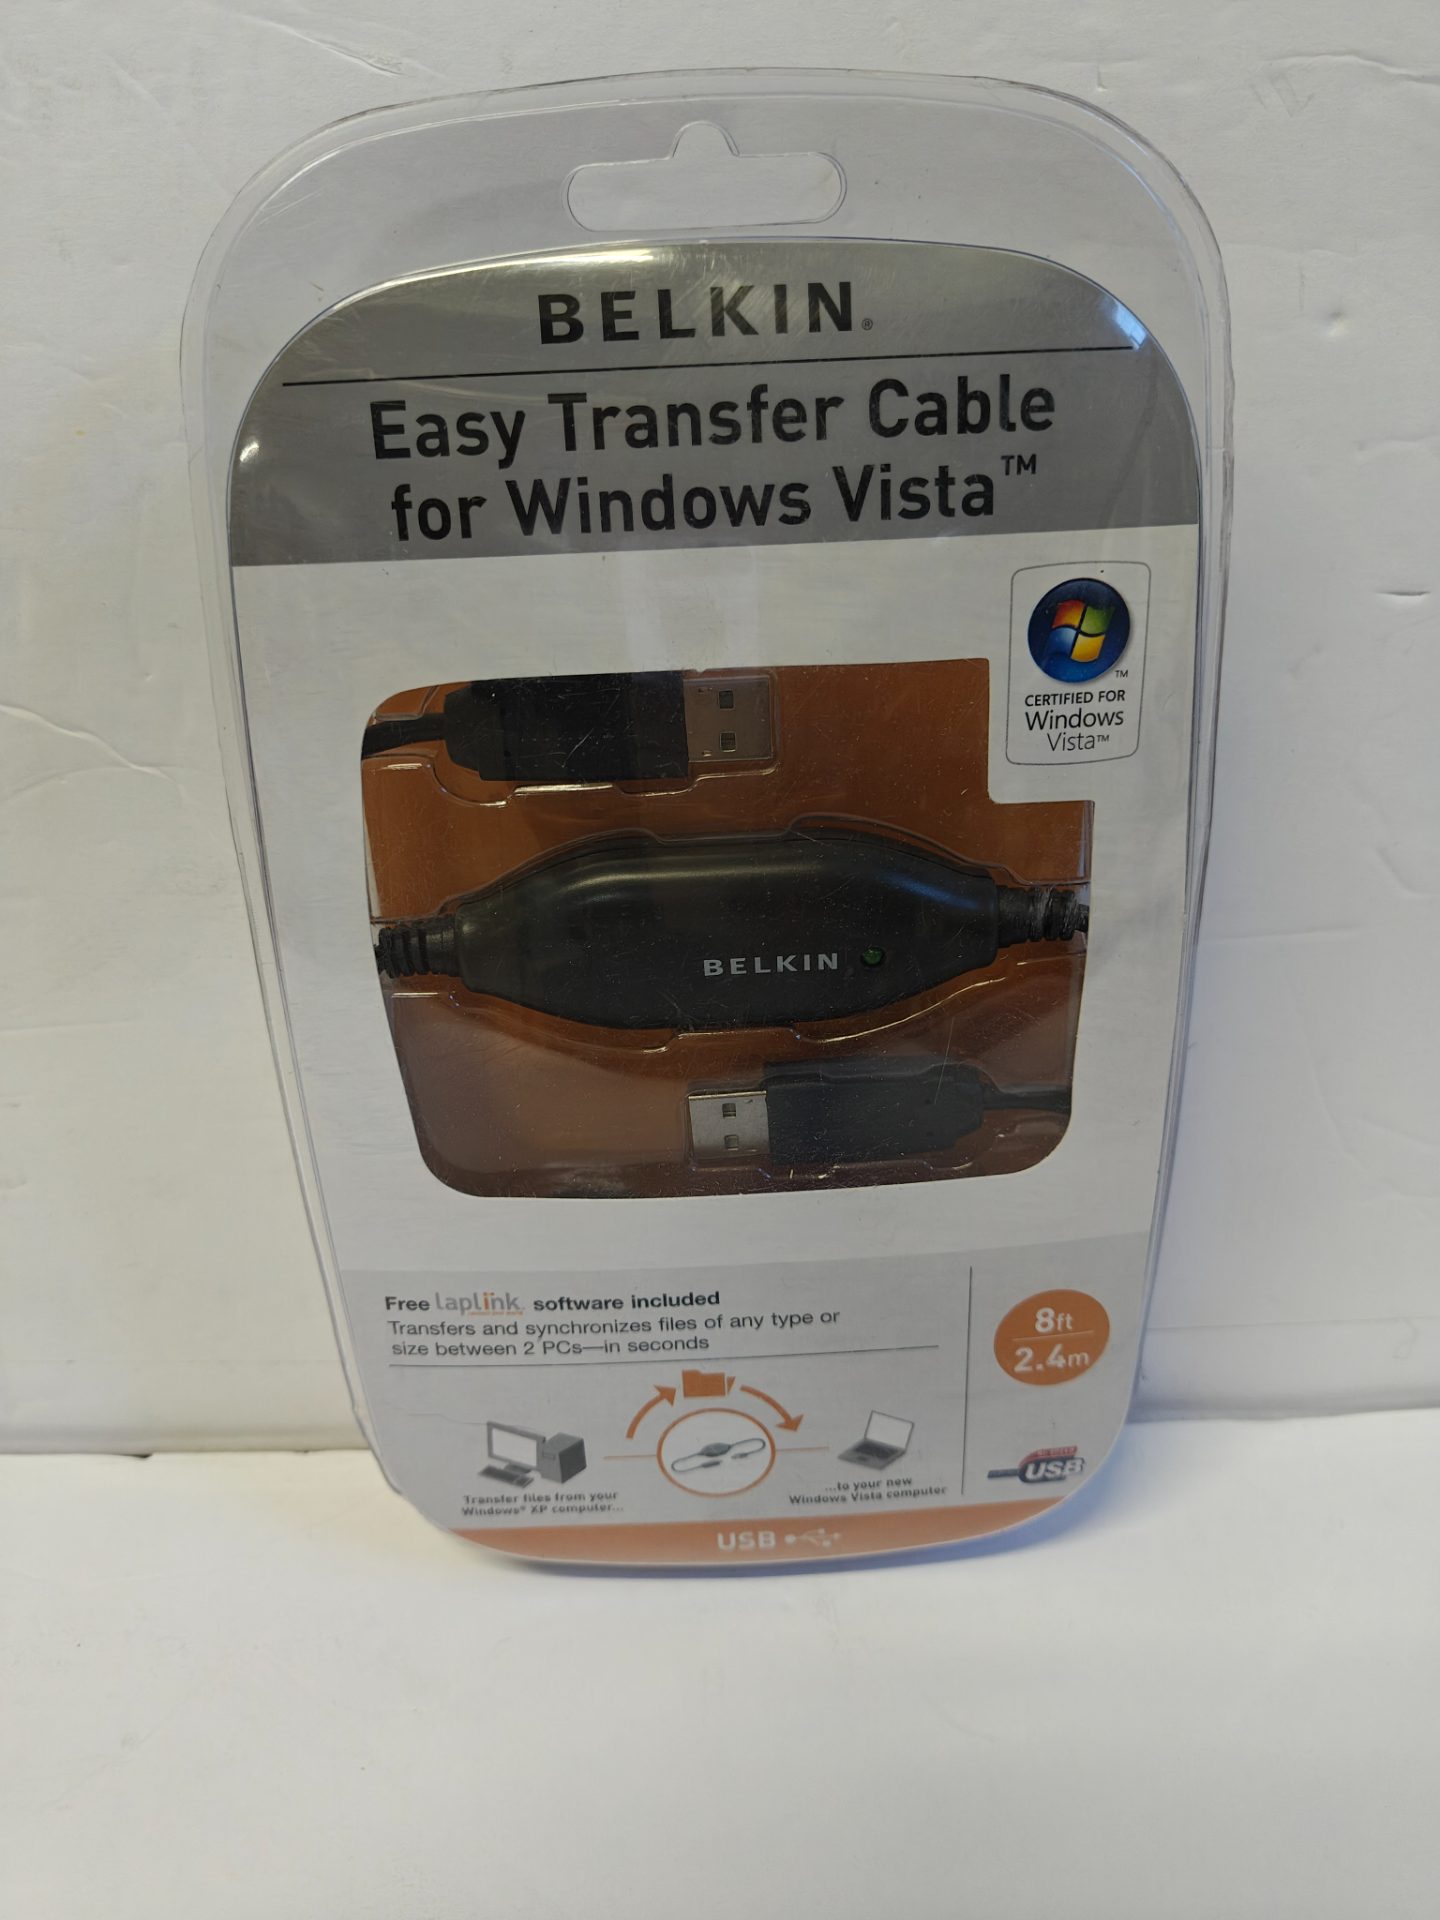 BELKIN®
Easy Transfer Cable
for Windows Vista™
™
CERTIFIED FOR
Windows
Vista™
BELKIN
Free laplink® software included
Transfers and synchronizes files of any type or
size between 2 PCs—in seconds
8ft
2.4m
Transfer files from your
Windows® XP computer...
...to your new
Windows Vista computer
USB
USB